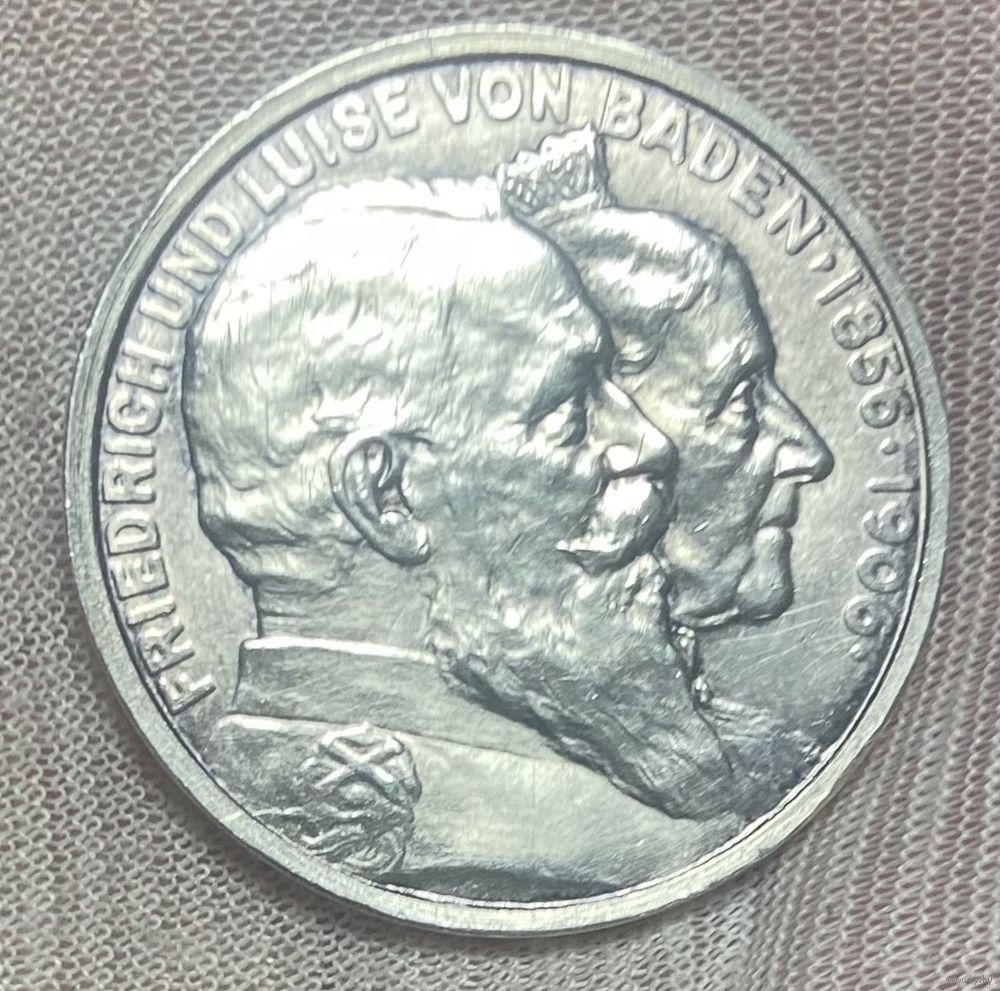 FRIEDRICH UND LUISE VON BADEN, 1856·1906·